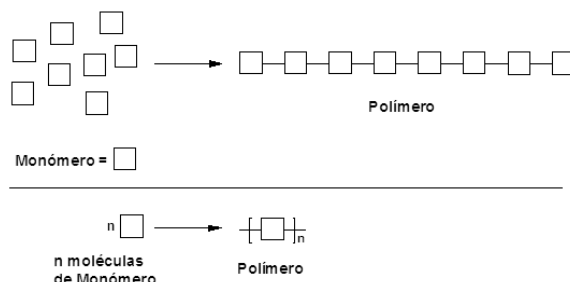 Polímero
Monómero =
n
n
n moléculas
de Monómero
Polímero